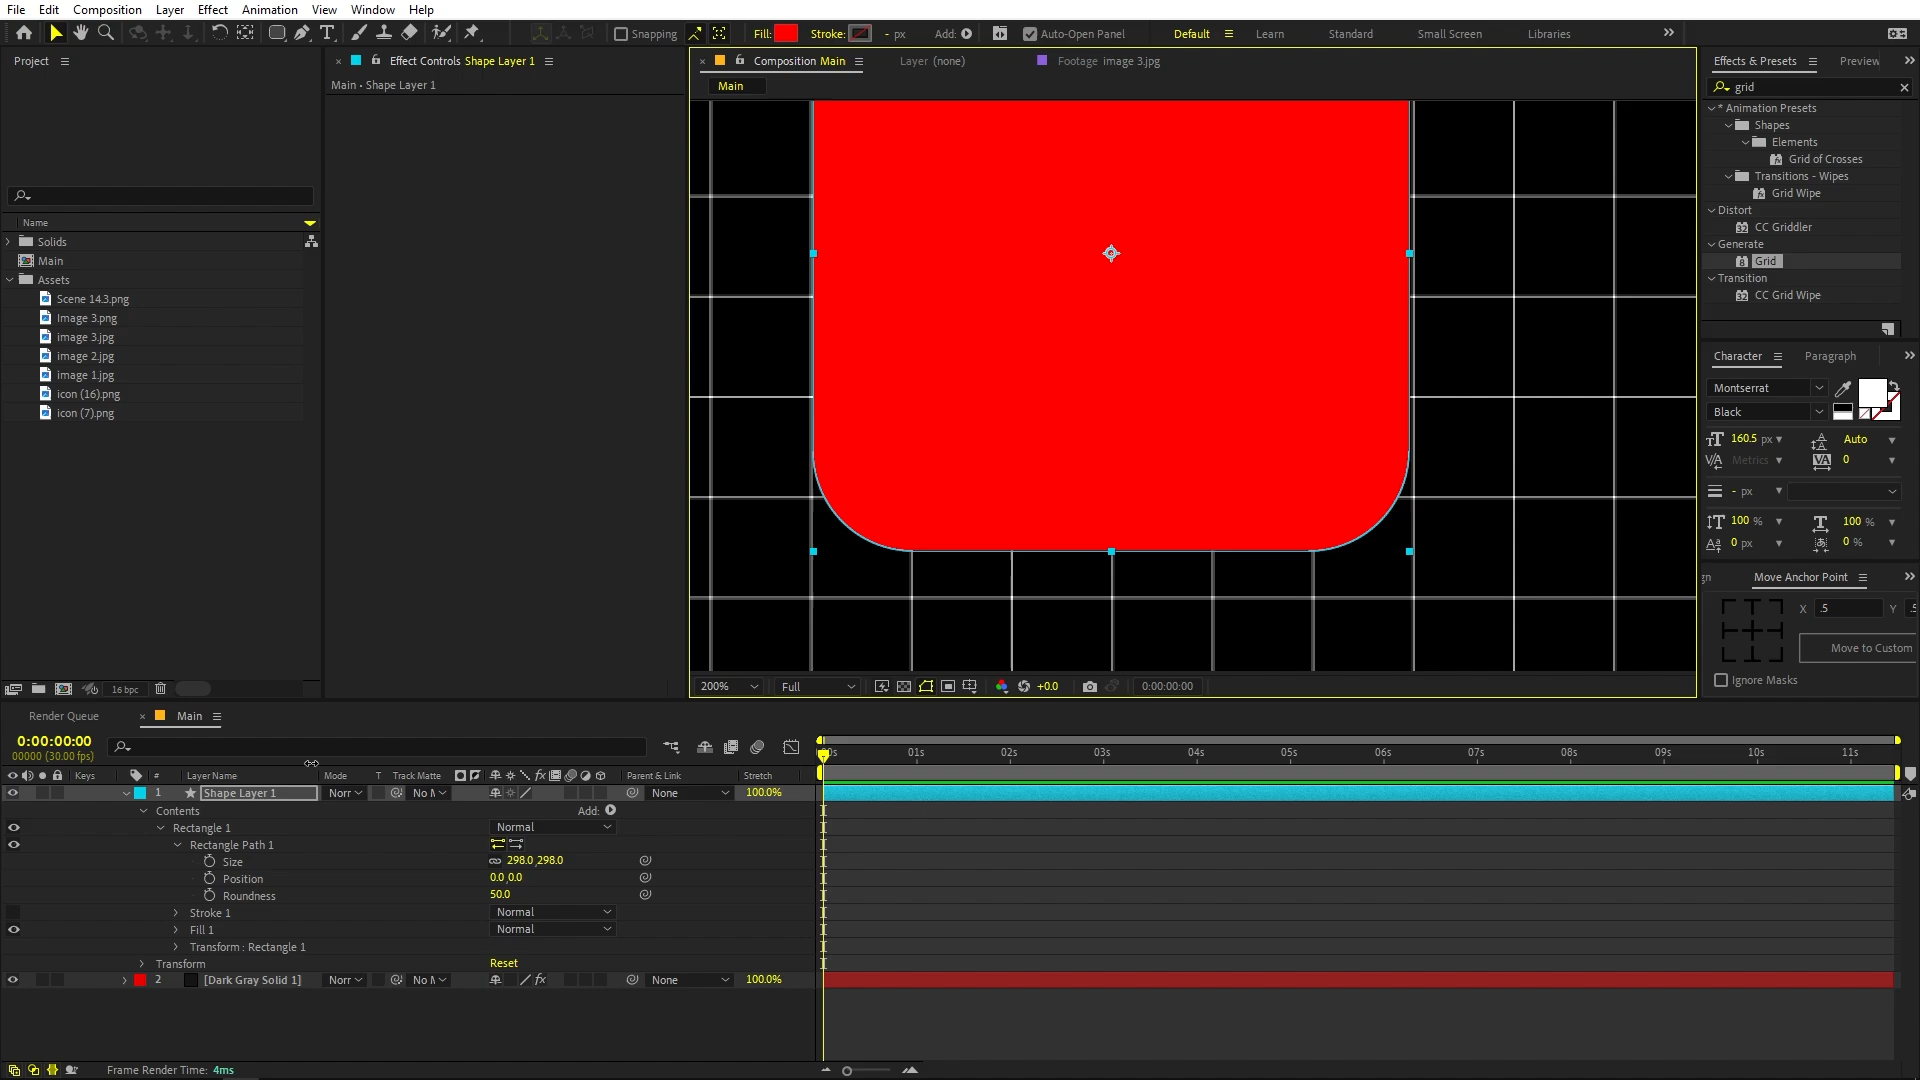 File Edit Composition Layer Effect Animation View Window Help
Snapping
Fill:
Stroke:
- px
Add:
Auto-Open Panel
Default
Learn
Standard
Small Screen
Libraries
Project
Effect Controls Shape Layer 1
Main • Shape Layer 1
Composition Main
Layer (none)
Footage image 3.jpg
Main
Effects & Presets
Preview
grid
* Animation Presets
Shapes
Elements
Grid of Crosses
Transitions - Wipes
Grid Wipe
Distort
CC Griddler
Generate
Grid
Transition
CC Grid Wipe
Name
Solids
Main
Assets
Scene 14.3.png
Image 3.png
image 3.jpg
image 2.jpg
image 1.jpg
icon (16).png
icon (7).png
16 bpc
200%
Full
+0.0
0:00:00:00
Character
Paragraph
Montserrat
Black
160.5 px
Auto
Metrics
0
- px
100 %
100 %
0 px
0 %
gn
Move Anchor Point
X .5
Y .5
Move to Custom
Ignore Masks
Render Queue
Main
0:00:00:00
00000 (30.00 fps)
00s 01s 02s 03s 04s 05s 06s 07s 08s 09s 10s 11s
Keys
# Layer Name
Mode
T Track Matte
Parent & Link
Stretch
1 Shape Layer 1
Norr
No M
None
100.0%
Contents
Add:
Rectangle 1
Normal
Rectangle Path 1
Size
298.0,298.0
Position
0.0,0.0
Roundness
50.0
Stroke 1
Normal
Fill 1
Normal
Transform : Rectangle 1
Transform
Reset
2 [Dark Gray Solid 1]
Norr
No M
None
100.0%
Frame Render Time: 4ms